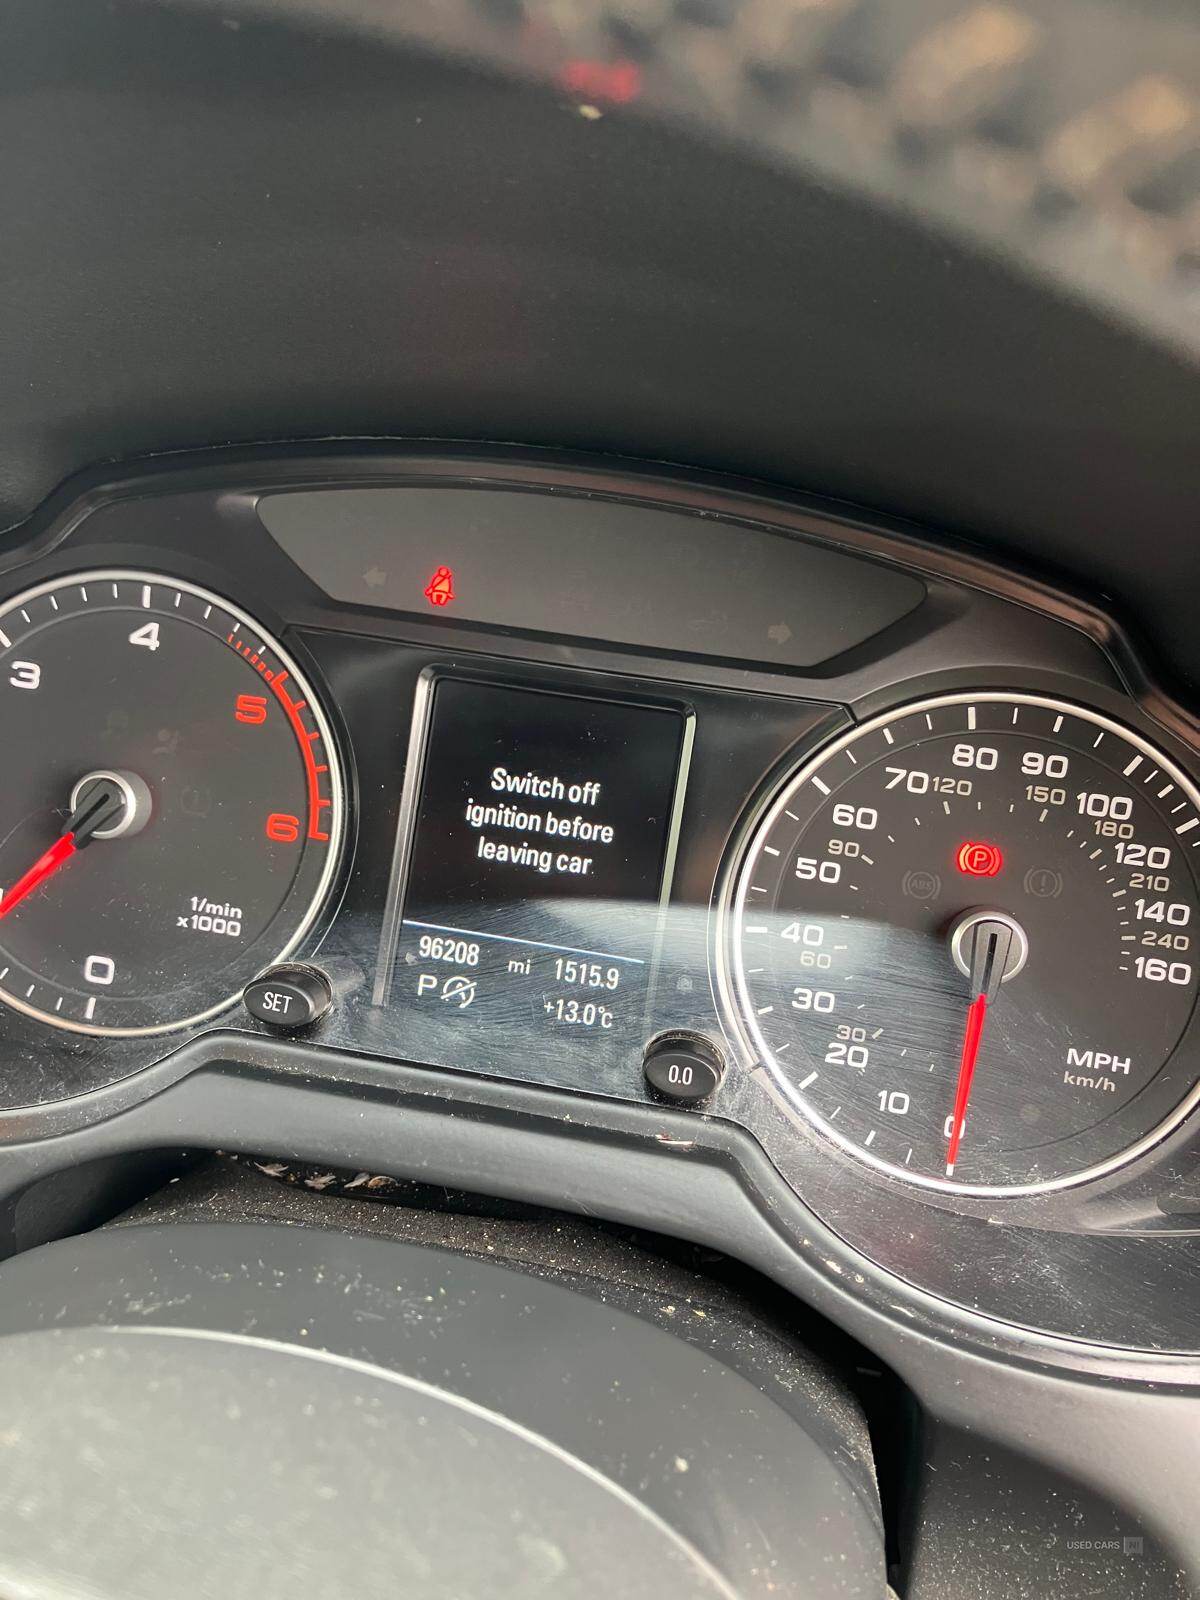 3
4
5
6
1/min
x1000
0
SET
Switch off
ignition before
leaving car
96208 mi 1515.9
P
+13.0°C
0.0
0
10
20
30
30
40
60
50
90
60
70
120
80
90
150
100
180
120
210
140
240
160
P
ABS
MPH
km/h
USED CARS NI